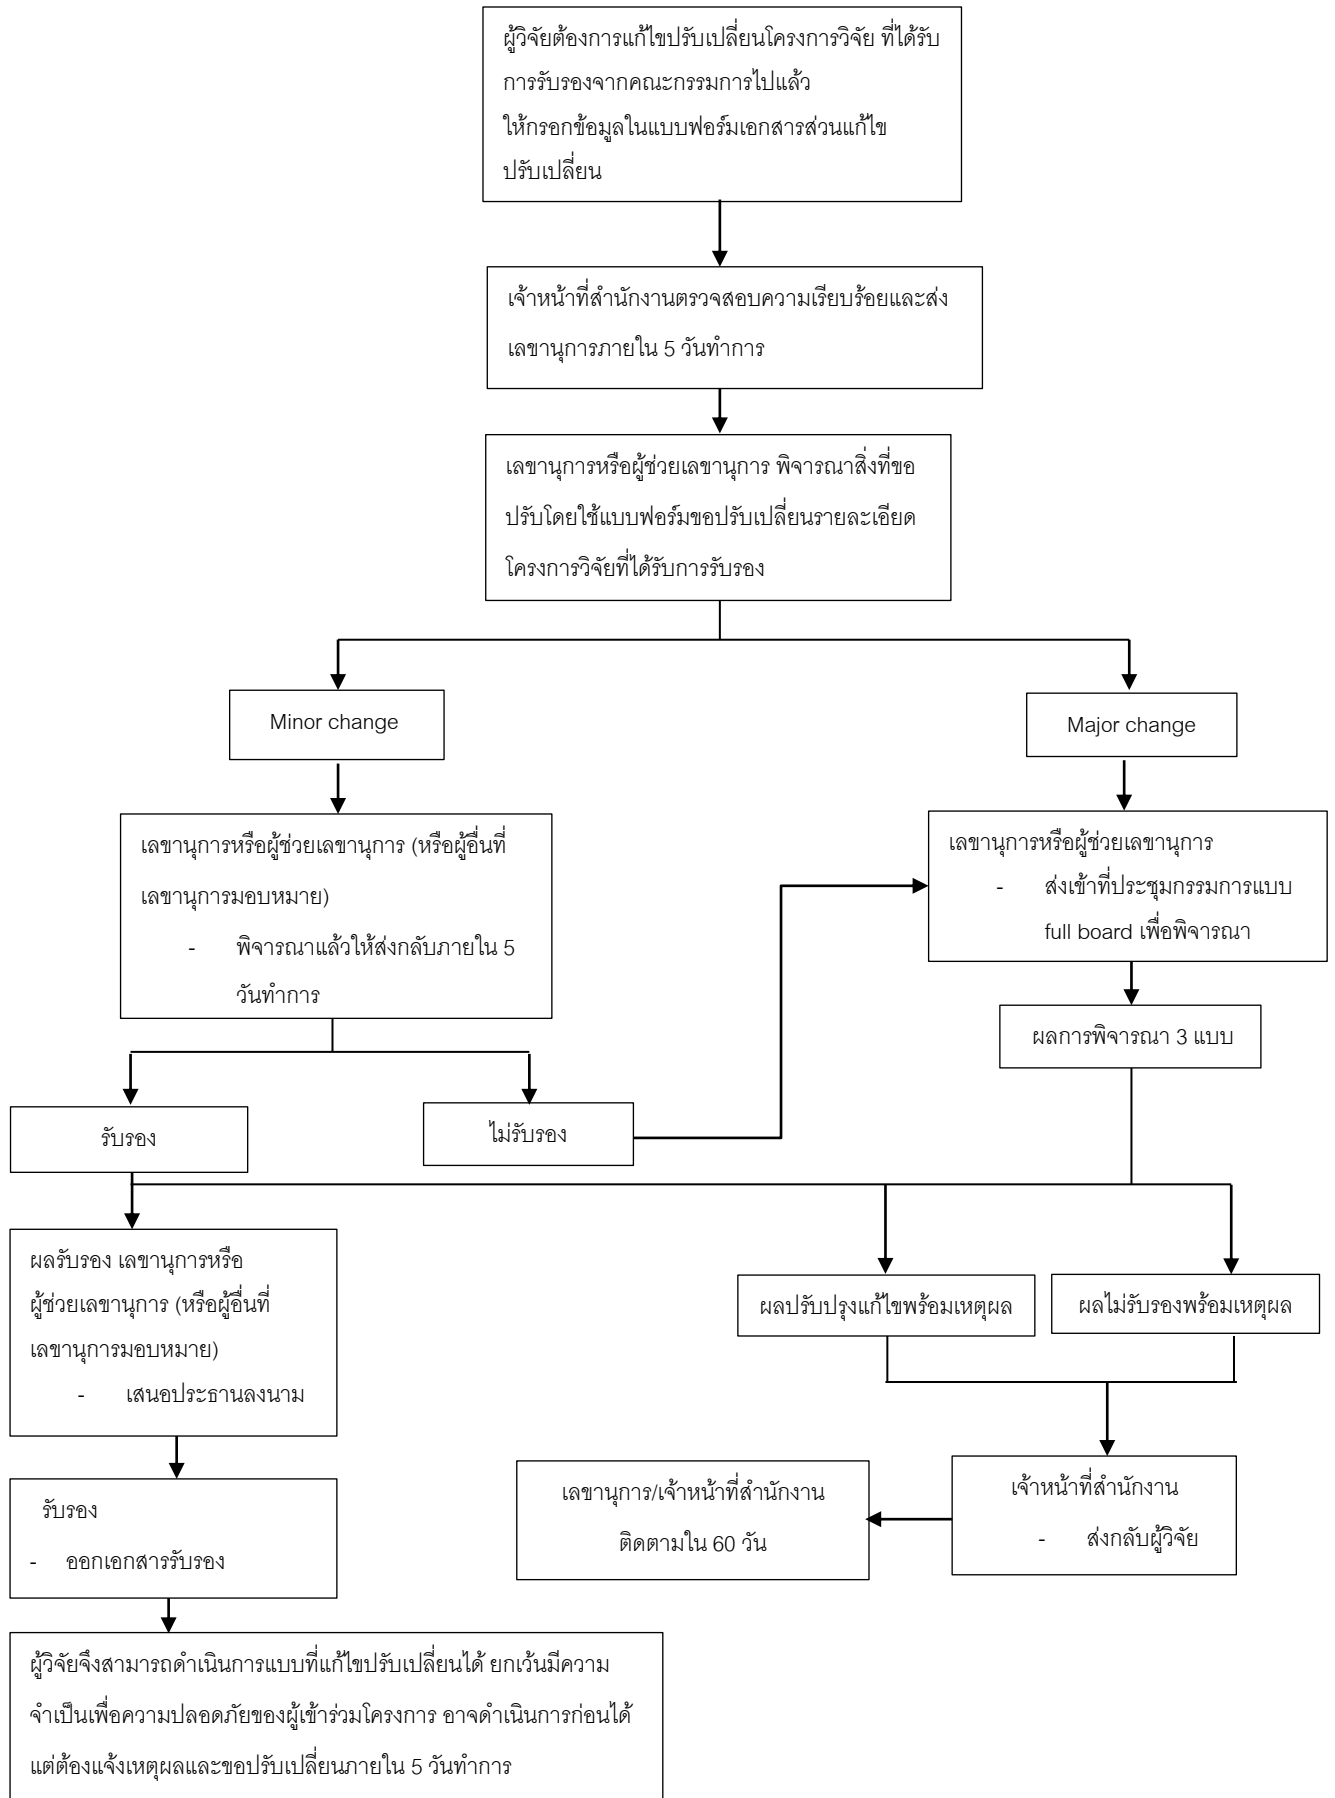 ผู้วิจัยต้องการแก้ไขปรับเปลี่ยนโครงการวิจัย ที่ได้รับ
การรับรองจากคณะกรรมการไปแล้ว
ให้กรอกข้อมูลในแบบฟอร์มเอกสารส่วนแก้ไข
ปรับเปลี่ยน
เจ้าหน้าที่สำนักงานตรวจสอบความเรียบร้อยและส่ง
เลขานุการภายใน 5 วันทำการ
เลขานุการหรือผู้ช่วยเลขานุการ พิจารณาสิ่งที่ขอ
ปรับโดยใช้แบบฟอร์มขอปรับเปลี่ยนรายละเอียด
โครงการวิจัยที่ได้รับการรับรอง
Minor change
Major change
เลขานุการหรือผู้ช่วยเลขานุการ (หรือผู้อื่นที่
เลขานุการมอบหมาย)
- พิจารณาแล้วให้ส่งกลับภายใน 5
วันทำการ
เลขานุการหรือผู้ช่วยเลขานุการ
- ส่งเข้าที่ประชุมกรรมการแบบ
full board เพื่อพิจารณา
ผลการพิจารณา 3 แบบ
รับรอง
ไม่รับรอง
ผลรับรอง เลขานุการหรือ
ผู้ช่วยเลขานุการ (หรือผู้อื่นที่
เลขานุการมอบหมาย)
- เสนอประธานลงนาม
ผลปรับปรุงแก้ไขพร้อมเหตุผล
ผลไม่รับรองพร้อมเหตุผล
เจ้าหน้าที่สำนักงาน
- ส่งกลับผู้วิจัย
เลขานุการ/เจ้าหน้าที่สำนักงาน
ติดตามใน 60 วัน
รับรอง
- ออกเอกสารรับรอง
ผู้วิจัยจึงสามารถดำเนินการแบบที่แก้ไขปรับเปลี่ยนได้ ยกเว้นมีความ
จำเป็นเพื่อความปลอดภัยของผู้เข้าร่วมโครงการ อาจดำเนินการก่อนได้
แต่ต้องแจ้งเหตุผลและขอปรับเปลี่ยนภายใน 5 วันทำการ